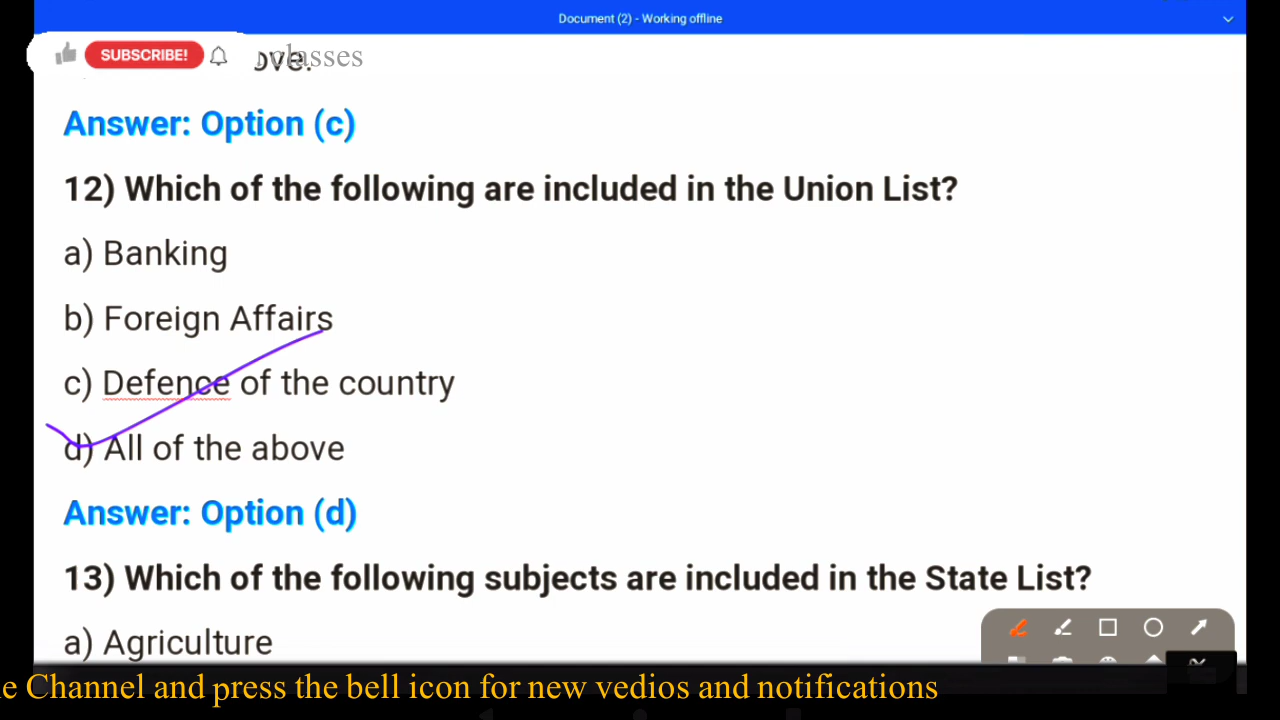 Document (2) - Working offline
SUBSCRIBE! classes
ove.
Answer: Option (c)
12) Which of the following are included in the Union List?
a) Banking
b) Foreign Affairs
c) Defence of the country
d) All of the above
Answer: Option (d)
13) Which of the following subjects are included in the State List?
a) Agriculture
e Channel and press the bell icon for new vedios and notifications